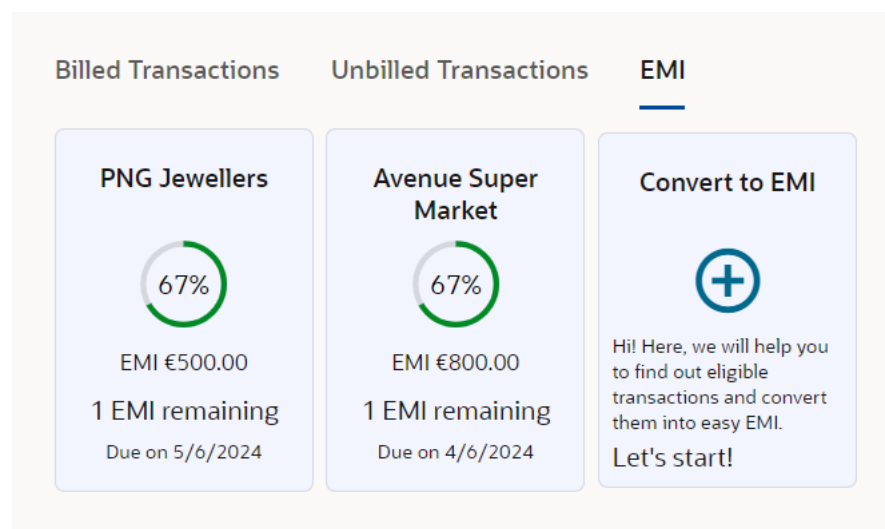 Billed Transactions
Unbilled Transactions
EMI
PNG Jewellers
67%
EMI €500.00
1 EMI remaining
Due on 5/6/2024
Avenue Super
Market
67%
EMI €800.00
1 EMI remaining
Due on 4/6/2024
Convert to EMI
Hi! Here, we will help you
to find out eligible
transactions and convert
them into easy EMI.
Let's start!